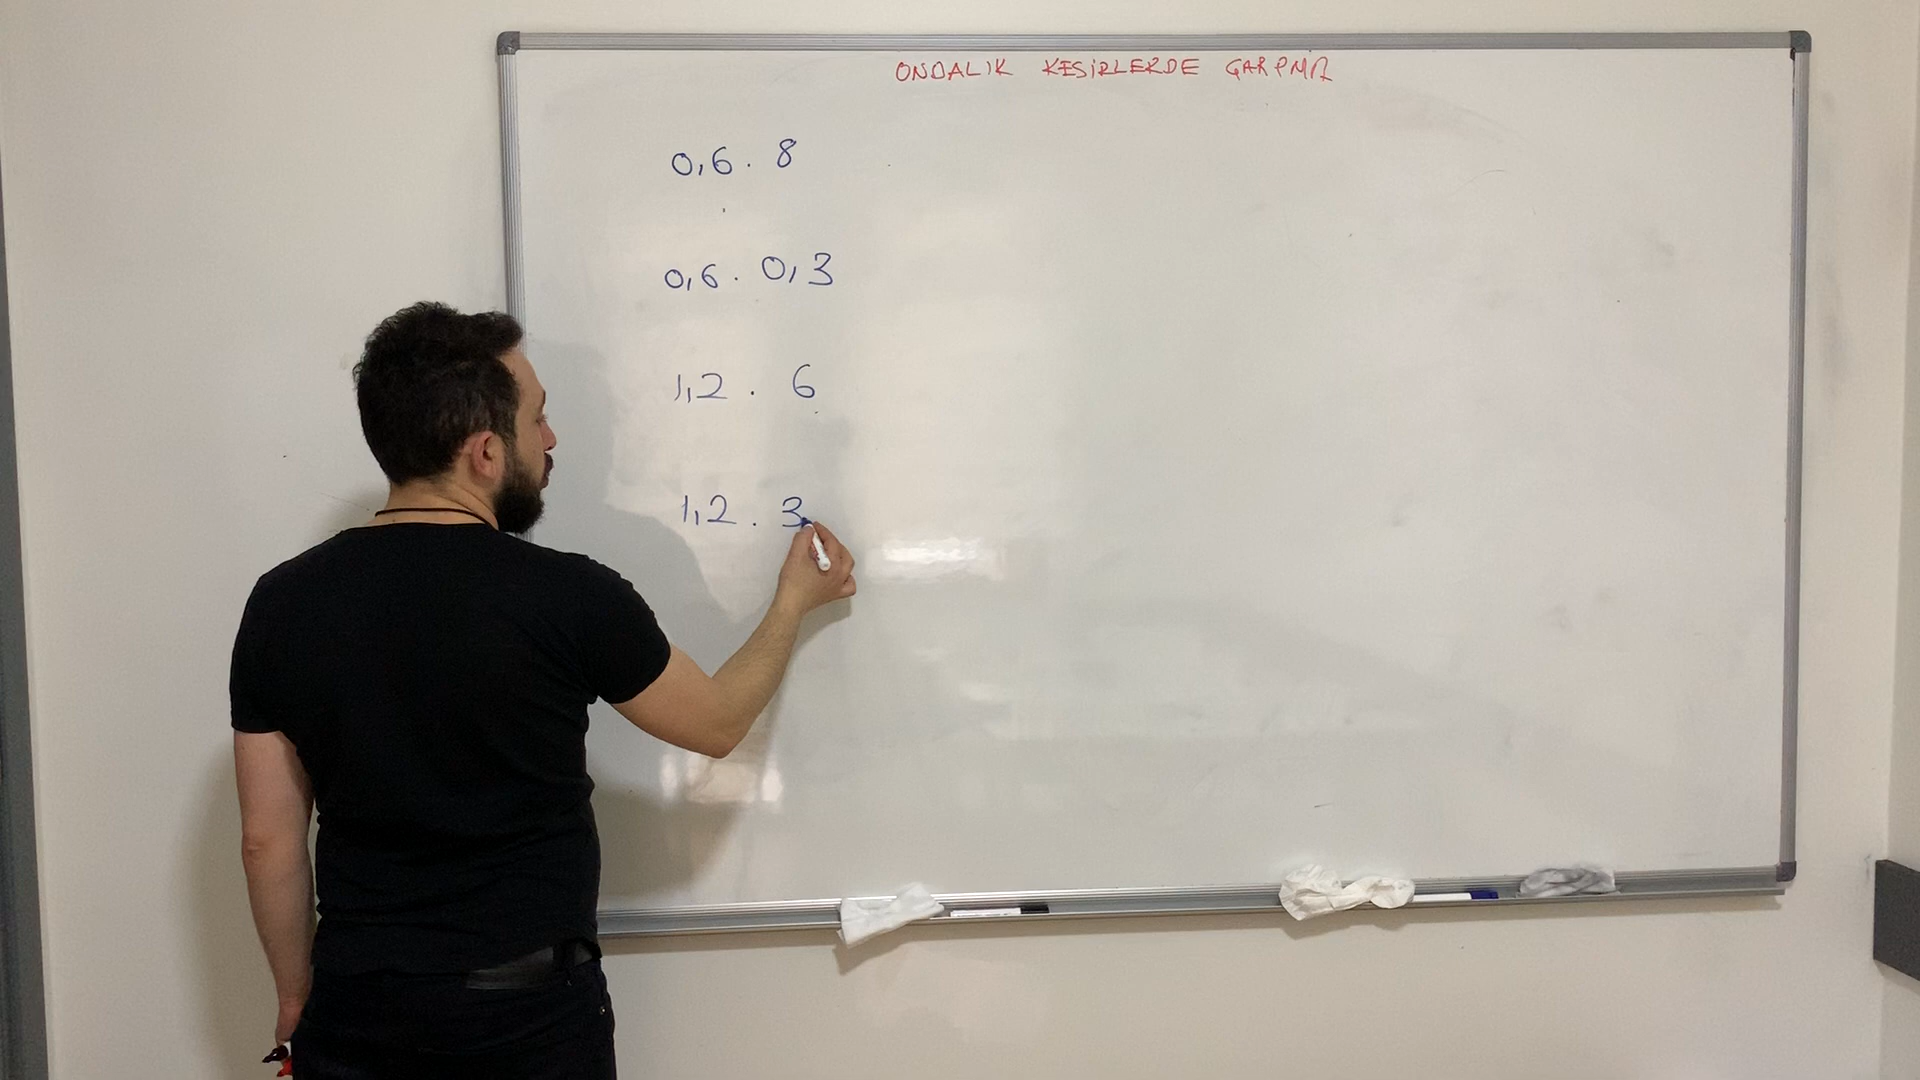 ONDALIK KESİRLERDE ÇARPMA
0,6 . 8
0,6 . 0,3
1,2 . 6
1,2 . 3,